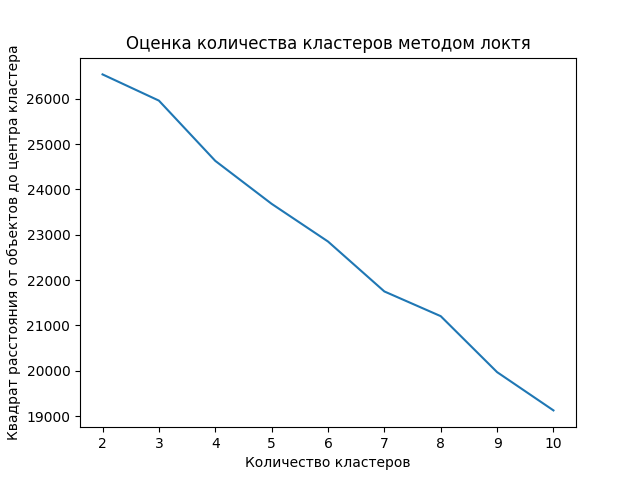 Оценка количества кластеров методом локтя
Квадрат расстояния от объектов до центра кластера
26000
25000
24000
23000
22000
21000
20000
19000
2 3 4 5 6 7 8 9 10
Количество кластеров